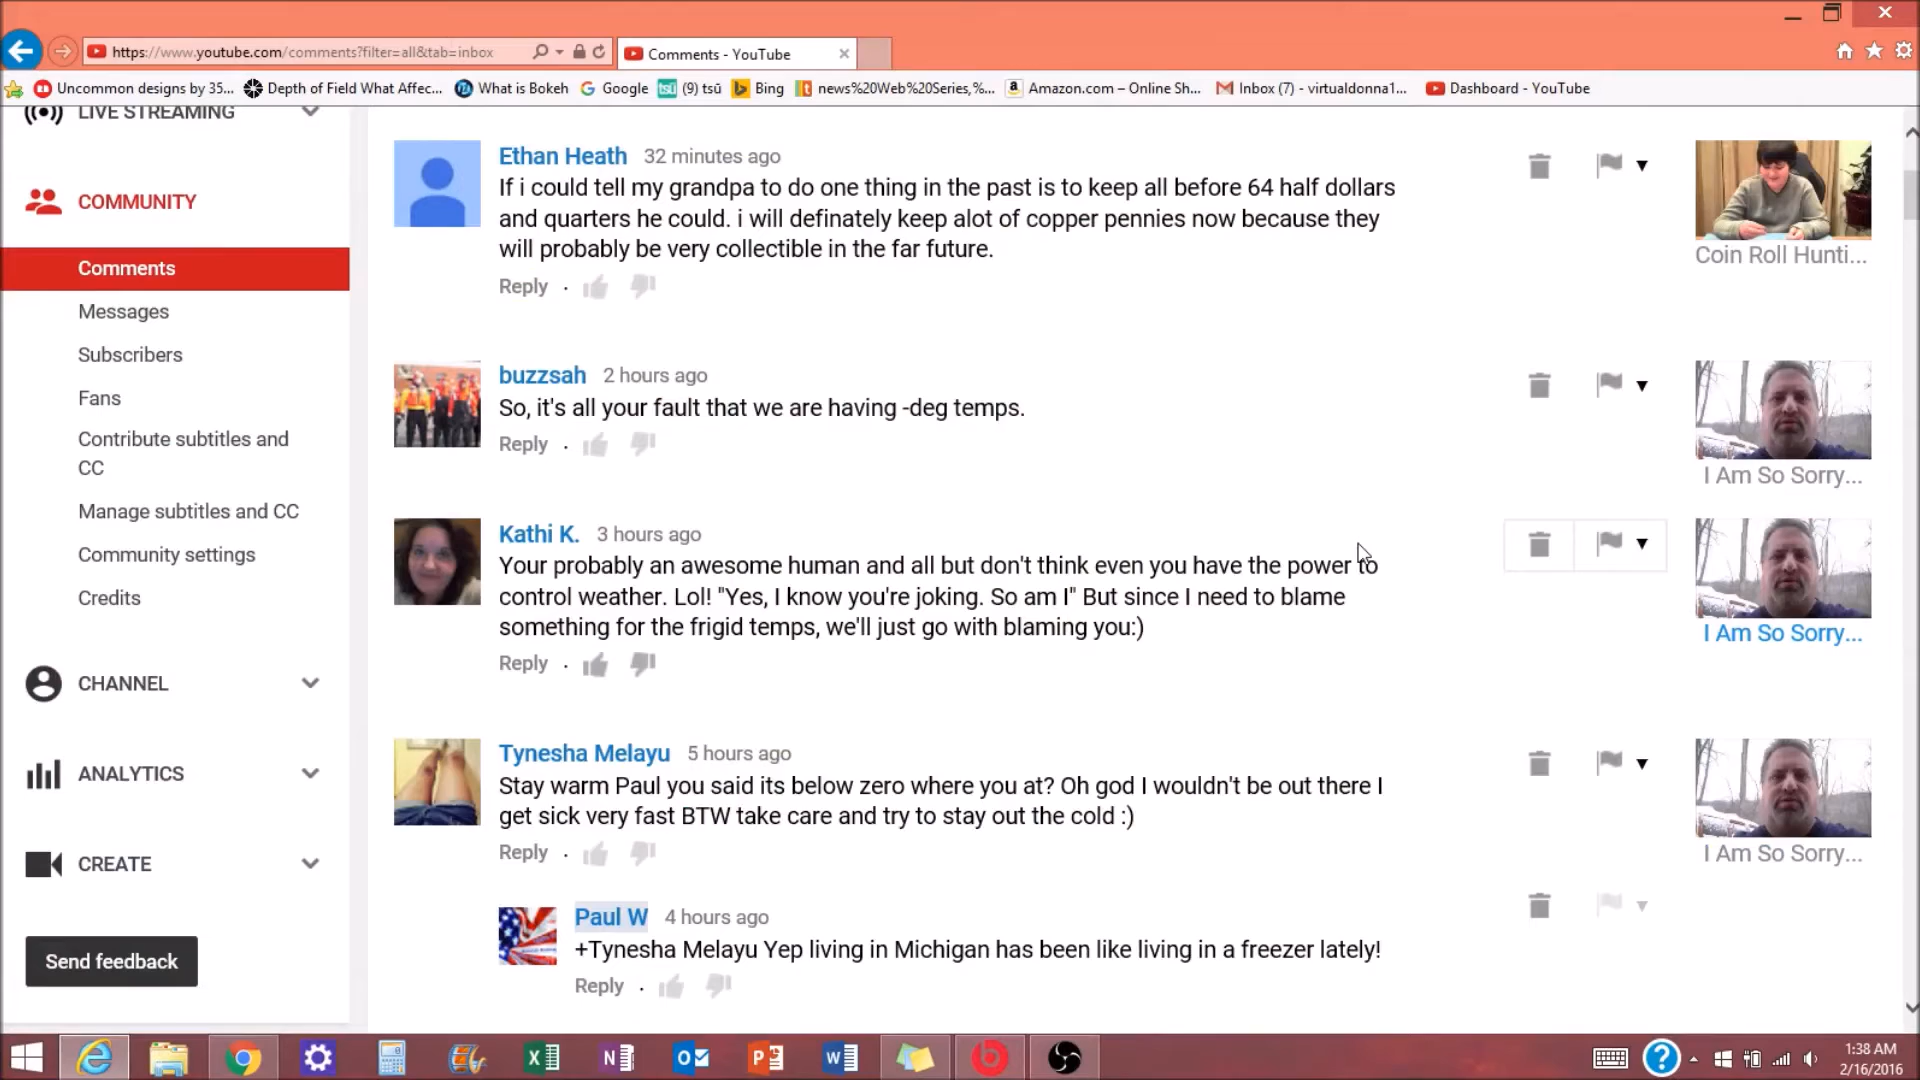 https://www.youtube.com/comments?filter=all&tab=inbox
Comments - YouTube
Uncommon designs by 35...
Depth of Field What Affec...
What is Bokeh
Google
(9) tsū
Bing
news%20Web%20Series,%...
Amazon.com – Online Sh...
Inbox (7) - virtualdonna1...
Dashboard - YouTube
LIVE STREAMING
COMMUNITY
Comments
Messages
Subscribers
Fans
Contribute subtitles and
CC
Manage subtitles and CC
Community settings
Credits
CHANNEL
ANALYTICS
CREATE
Send feedback
Ethan Heath 32 minutes ago
If i could tell my grandpa to do one thing in the past is to keep all before 64 half dollars
and quarters he could. i will definately keep alot of copper pennies now because they
will probably be very collectible in the far future.
Reply
Coin Roll Hunti...
buzzsah 2 hours ago
So, it's all your fault that we are having -deg temps.
Reply
I Am So Sorry...
Kathi K. 3 hours ago
Your probably an awesome human and all but don't think even you have the power to
control weather. Lol! "Yes, I know you're joking. So am I" But since I need to blame
something for the frigid temps, we'll just go with blaming you:)
Reply
I Am So Sorry...
Tynesha Melayu 5 hours ago
Stay warm Paul you said its below zero where you at? Oh god I wouldn't be out there I
get sick very fast BTW take care and try to stay out the cold :)
Reply
I Am So Sorry...
Paul W 4 hours ago
+Tynesha Melayu Yep living in Michigan has been like living in a freezer lately!
Reply
1:38 AM
2/16/2016